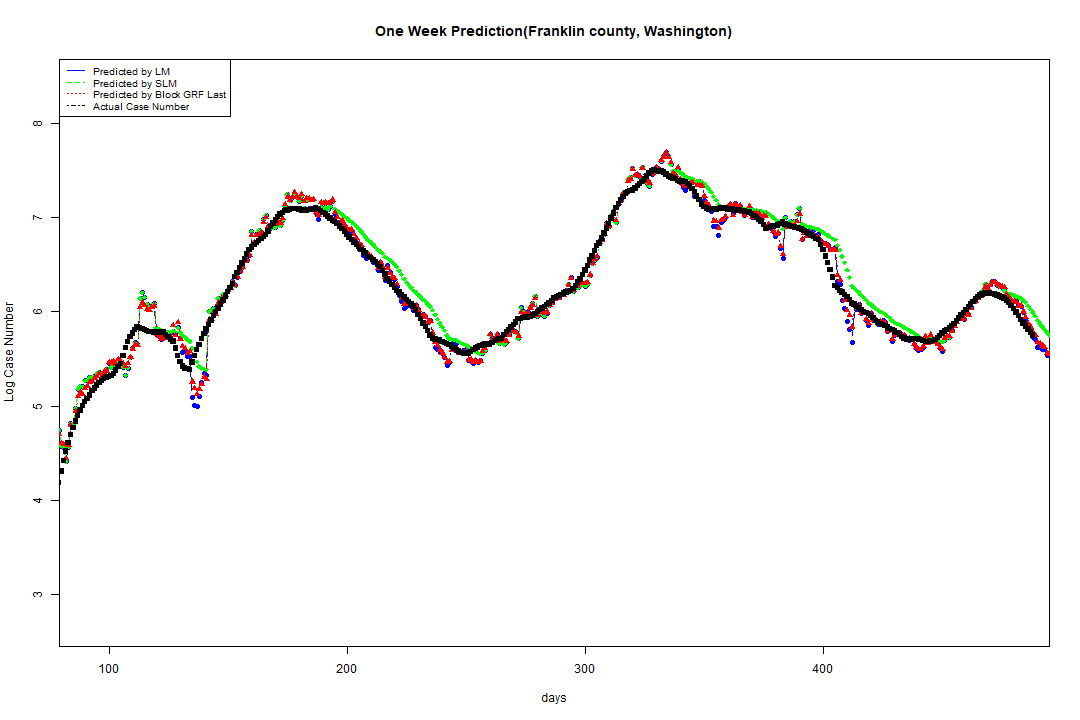 One Week Prediction(Franklin county, Washington)
Predicted by LM
Predicted by SLM
Predicted by Block GRF Last
Actual Case Number
8
7
6
5
4
3
Log Case Number
100 200 300 400
days